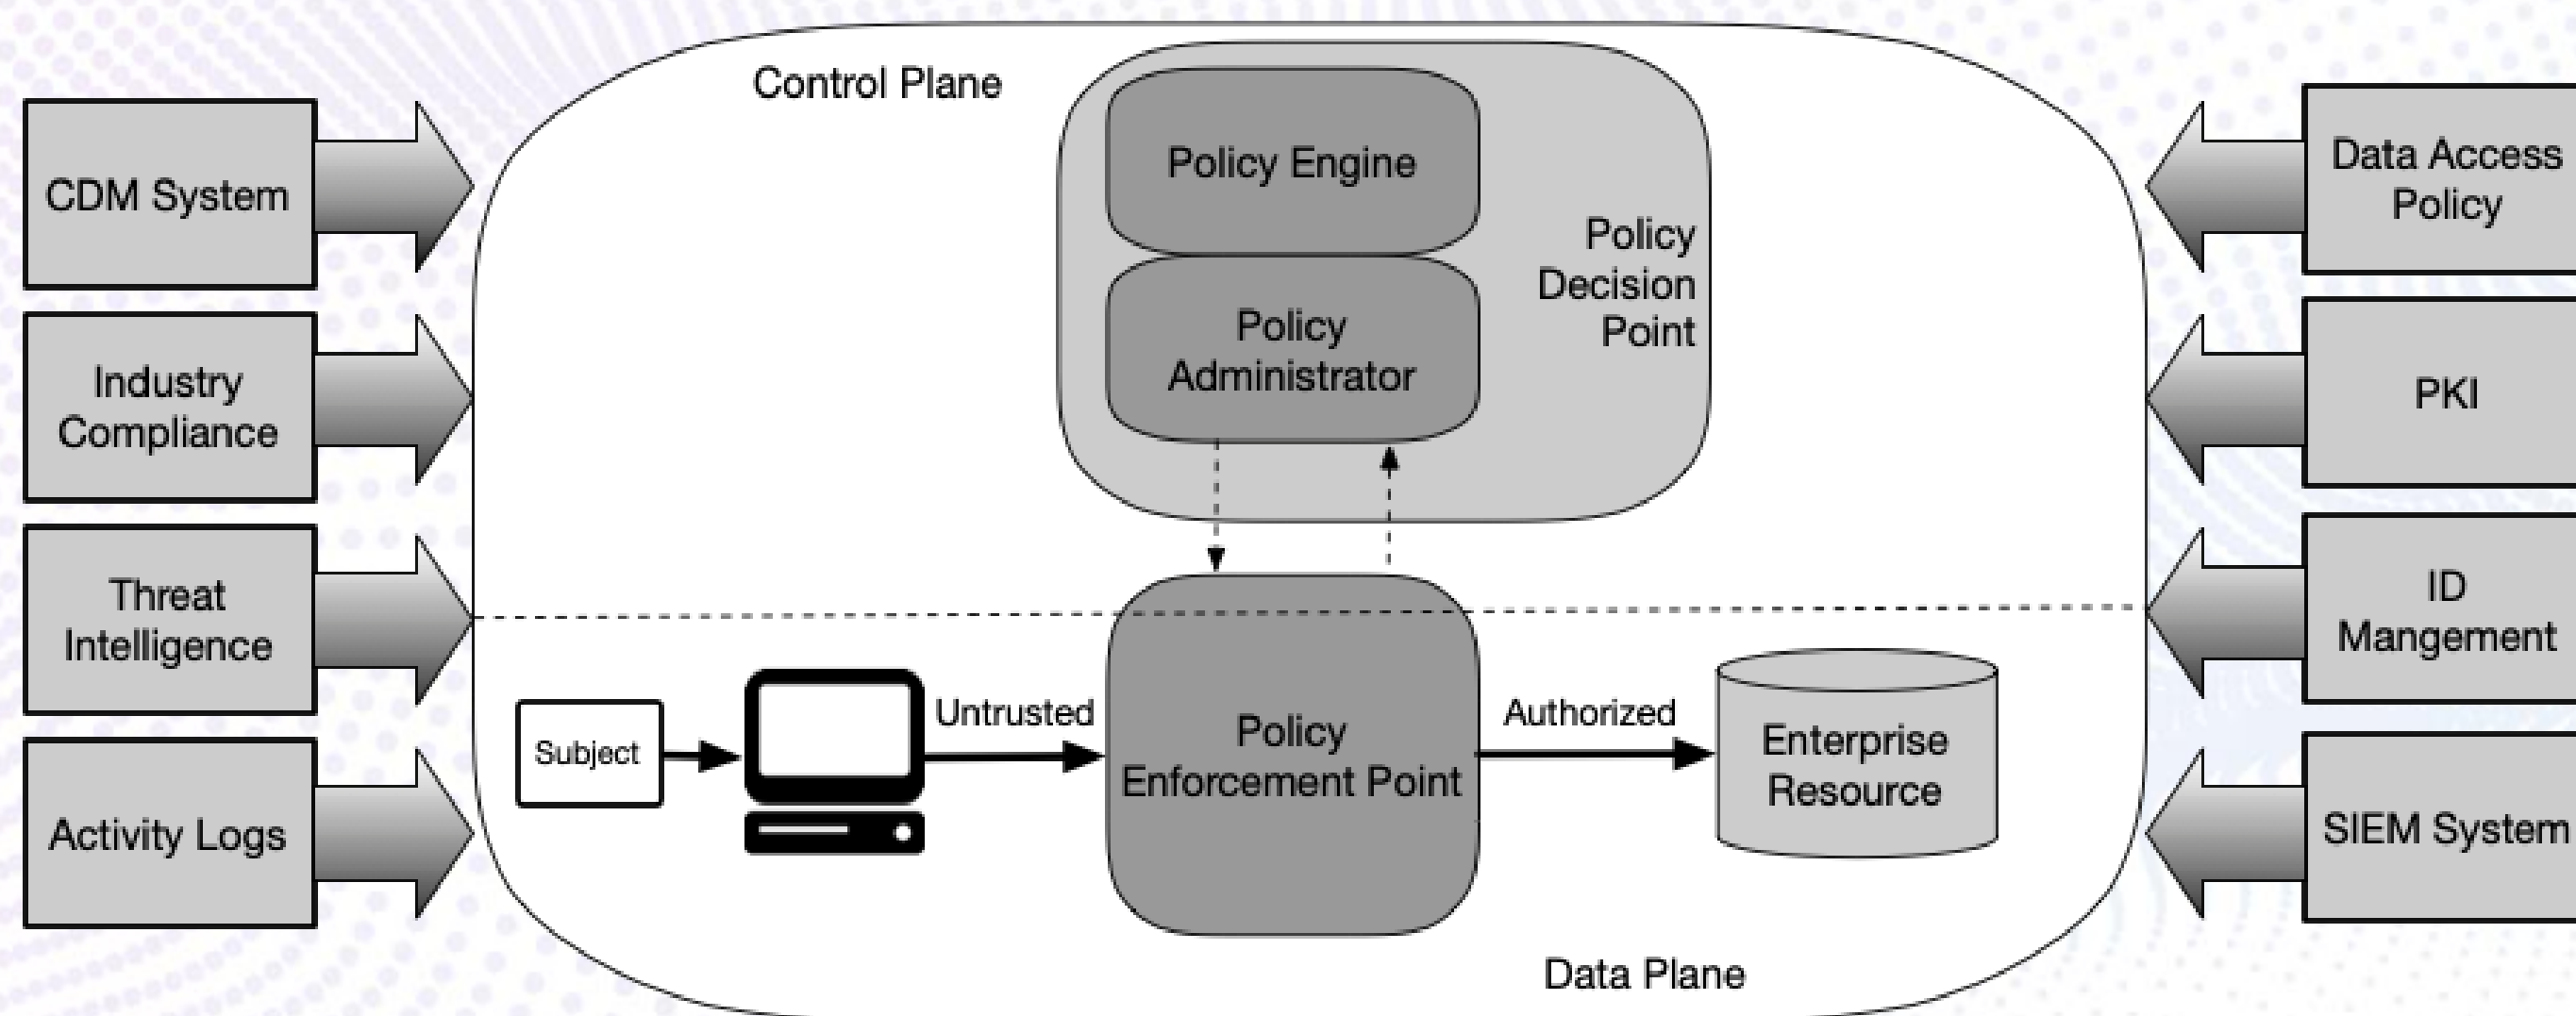 Control Plane
Policy Engine
Policy
Administrator
Policy
Decision
Point
CDM System
Industry
Compliance
Threat
Intelligence
Activity Logs
Data Access
Policy
PKI
ID
Mangement
SIEM System
Subject
Untrusted
Policy
Enforcement Point
Authorized
Enterprise
Resource
Data Plane